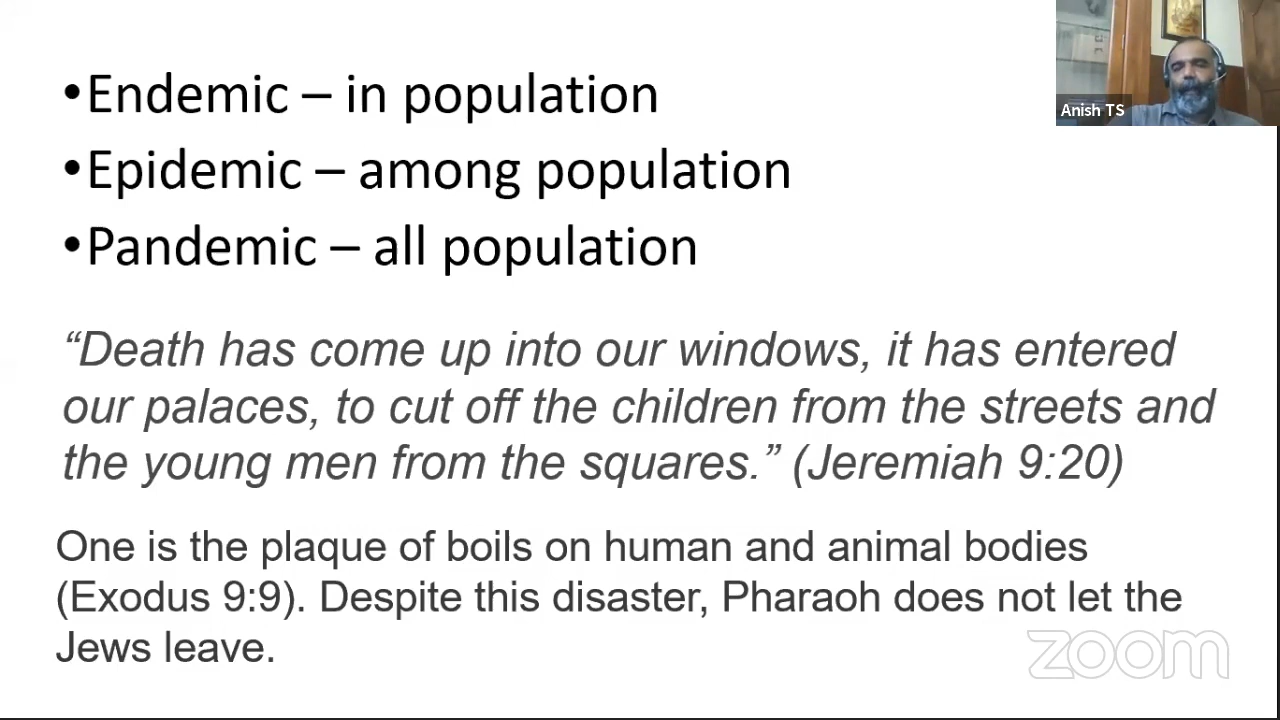 •Endemic – in population
•Epidemic – among population
•Pandemic – all population
“Death has come up into our windows, it has entered
our palaces, to cut off the children from the streets and
the young men from the squares.” (Jeremiah 9:20)
One is the plaque of boils on human and animal bodies
(Exodus 9:9). Despite this disaster, Pharaoh does not let the
Jews leave.
Anish TS
zoom